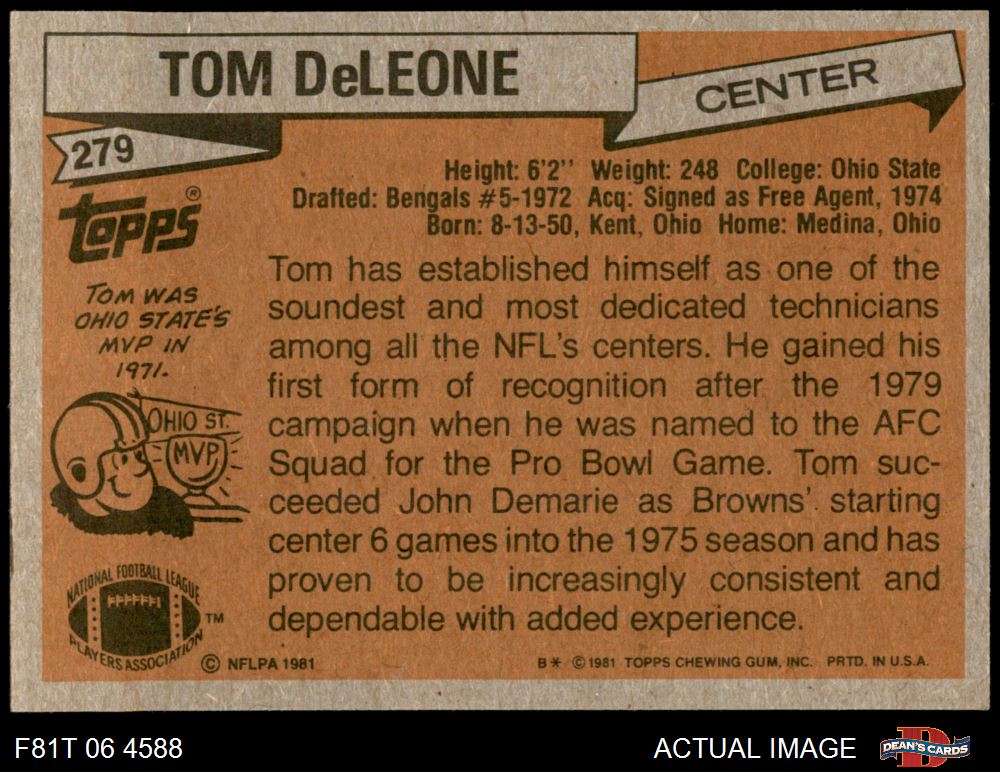 TOM DeLEONE
CENTER
279
Topps®
Height: 6'2'' Weight: 248 College: Ohio State
Drafted: Bengals #5-1972 Acq: Signed as Free Agent, 1974
Born: 8-13-50, Kent, Ohio Home: Medina, Ohio
TOM WAS
OHIO STATE'S
MVP IN
1971.
OHIO ST.
MVP
Tom has established himself as one of the
soundest and most dedicated technicians
among all the NFL's centers. He gained his
first form of recognition after the 1979
campaign when he was named to the AFC
Squad for the Pro Bowl Game. Tom suc-
ceeded John Demarie as Browns' starting
center 6 games into the 1975 season and has
proven to be increasingly consistent and
dependable with added experience.
NATIONAL FOOTBALL LEAGUE
PLAYERS ASSOCIATION
TM
© NFLPA 1981
B* © 1981 TOPPS CHEWING GUM, INC. PRTD. IN U.S.A.
F81T 06 4588
ACTUAL IMAGE
DEAN'S CARDS